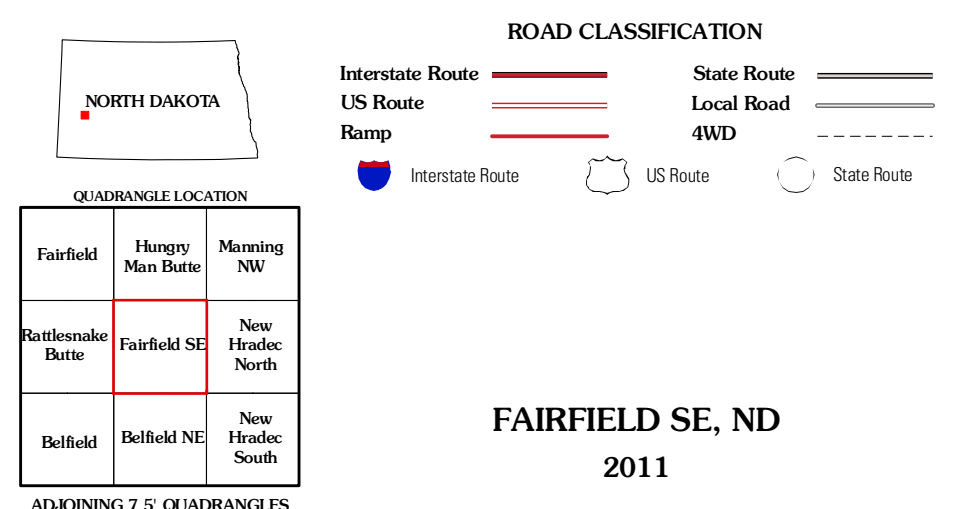 NORTH DAKOTA
QUADRANGLE LOCATION
Fairfield
Hungry
Man Butte
Manning
NW
Rattlesnake
Butte
Fairfield SE
New
Hradec
North
Belfield
Belfield NE
New
Hradec
South
ADJOINING 7.5' QUADRANGLES
ROAD CLASSIFICATION
Interstate Route
State Route
US Route
Local Road
Ramp
4WD
Interstate Route
US Route
State Route
FAIRFIELD SE, ND
2011